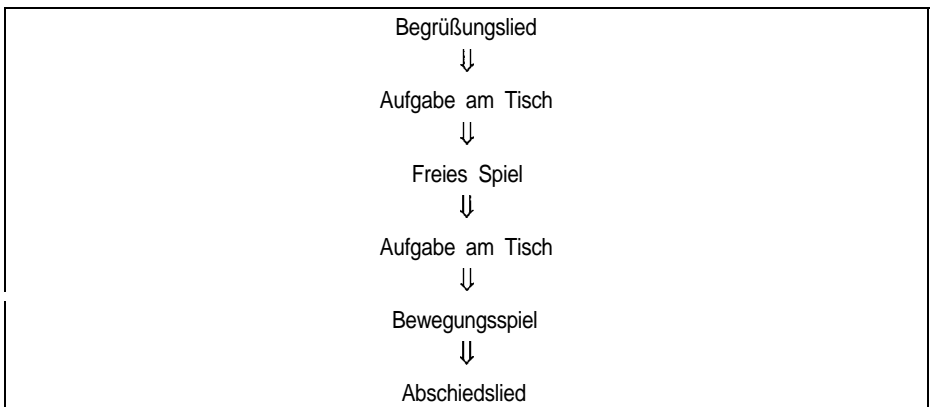 Begrüßungslied
⇓
Aufgabe am Tisch
⇓
Freies Spiel
⇓
Aufgabe am Tisch
⇓
Bewegungsspiel
⇓
Abschiedslied